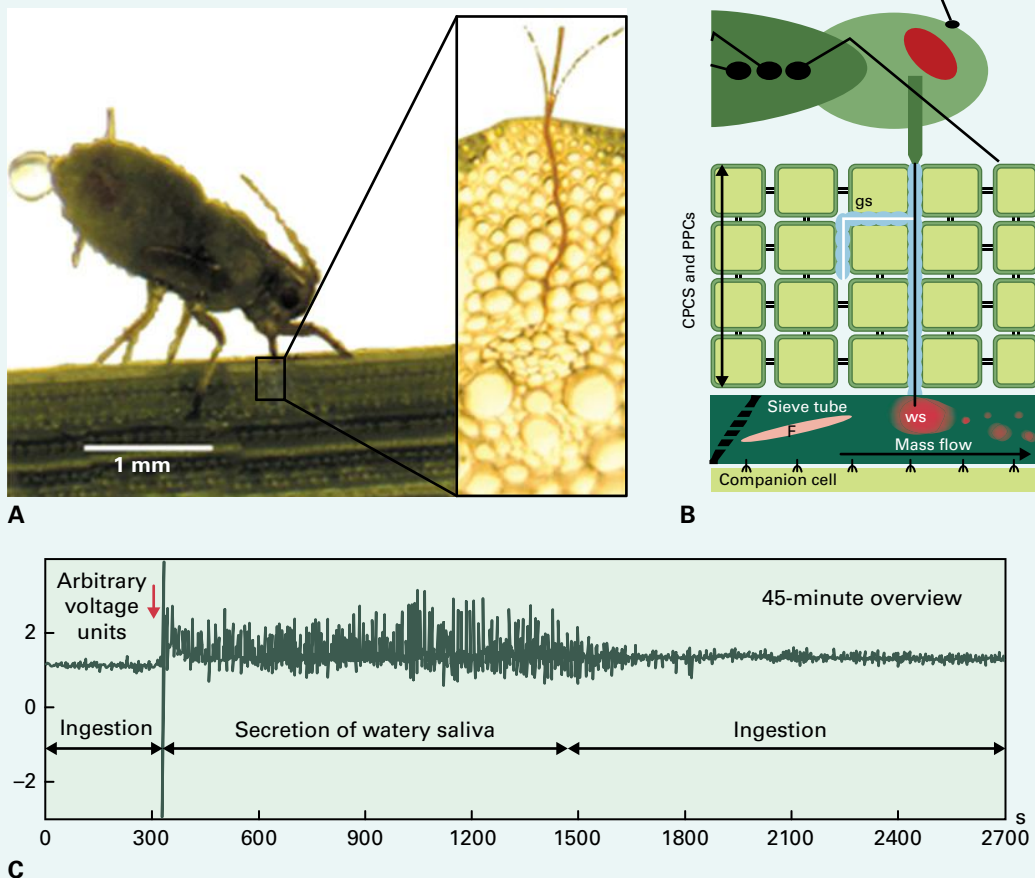 1 mm
A
gs
CPCS and PPCs
Sieve tube
F
ws
Mass flow
Companion cell
B
Arbitrary
voltage
units
45-minute overview
2
0
–2
Ingestion
Secretion of watery saliva
Ingestion
0
300
600
900
1200
1500
1800
2100
2400
2700
s
C